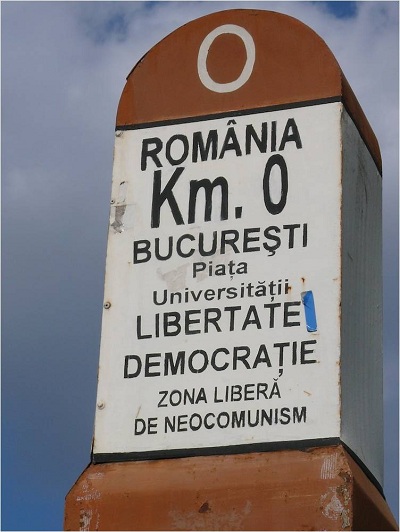 0
ROMÂNIA
Km. 0
BUCUREŞTI
Piaţa
Universităţii
LIBERTATE
DEMOCRAŢIE
ZONA LIBERĂ
DE NEOCOMUNISM